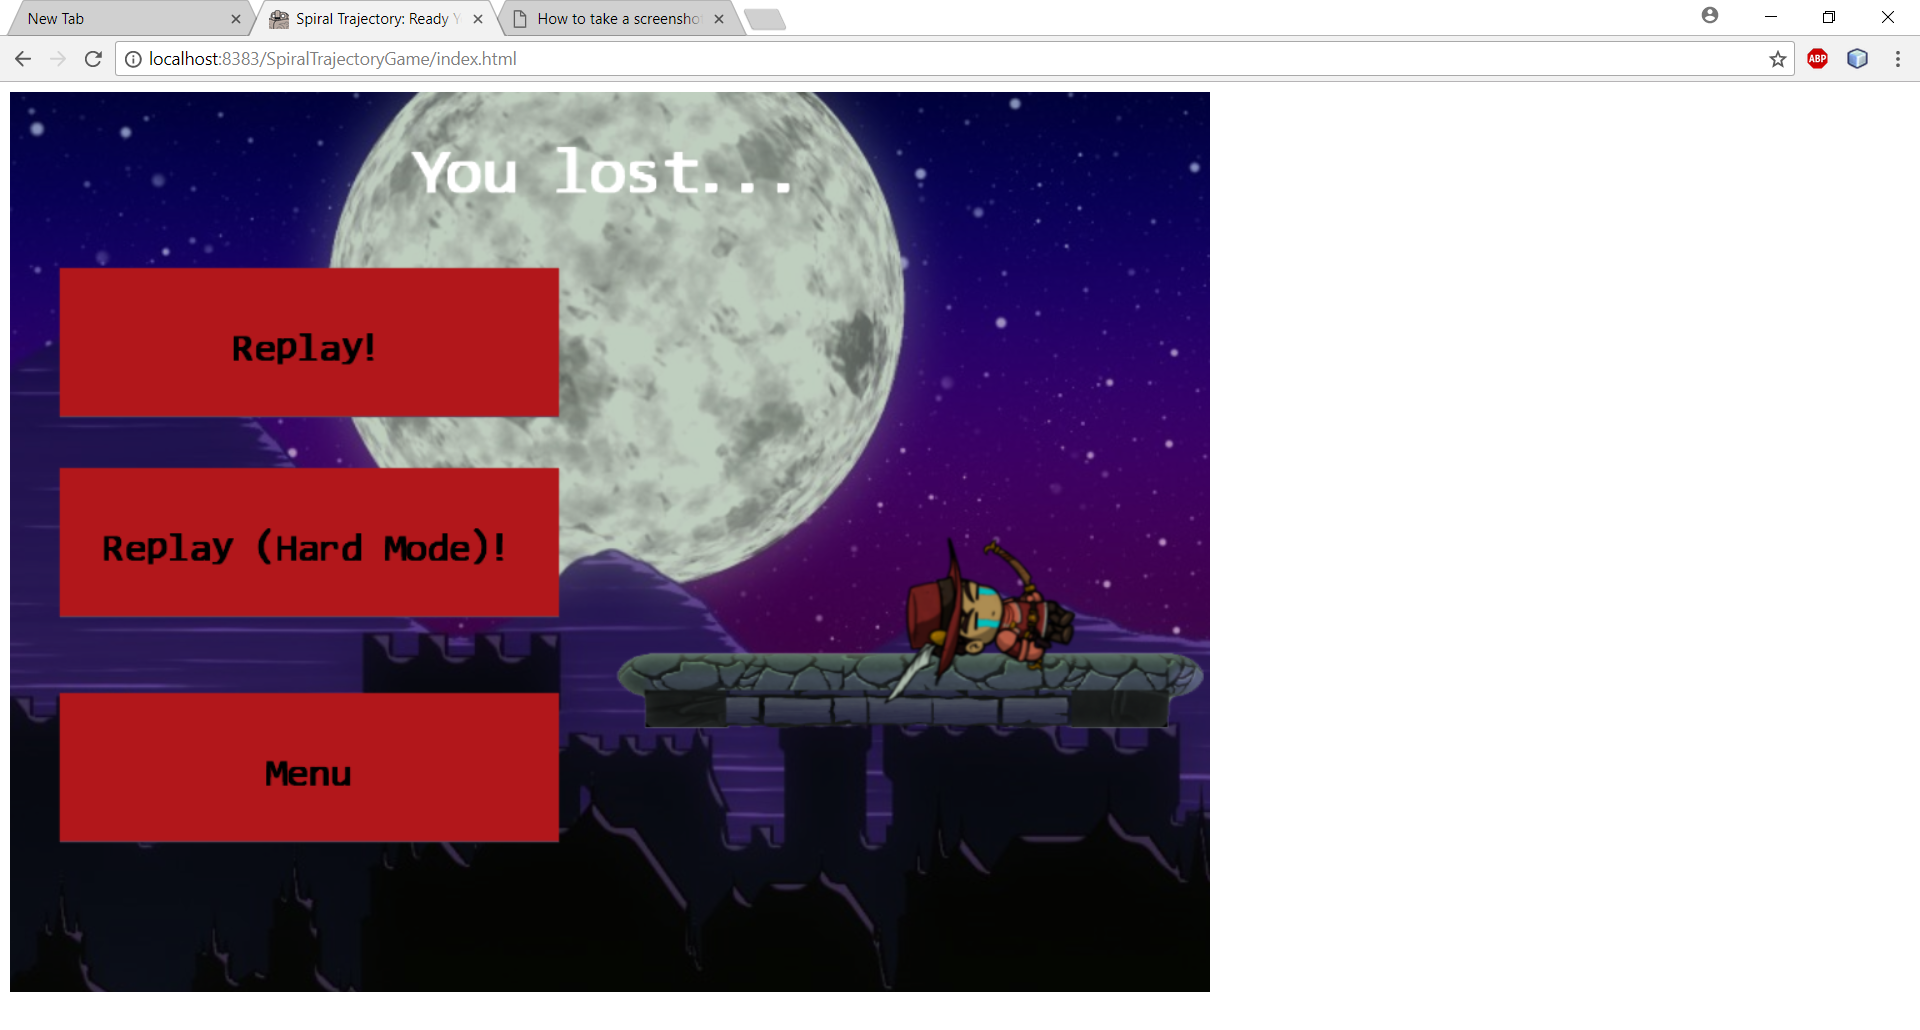 New Tab
Spiral Trajectory: Ready Y
How to take a screensho
localhost:8383/SpiralTrajectoryGame/index.html
ABP
You lost...
Replay!
Replay (Hard Mode)!
Menu